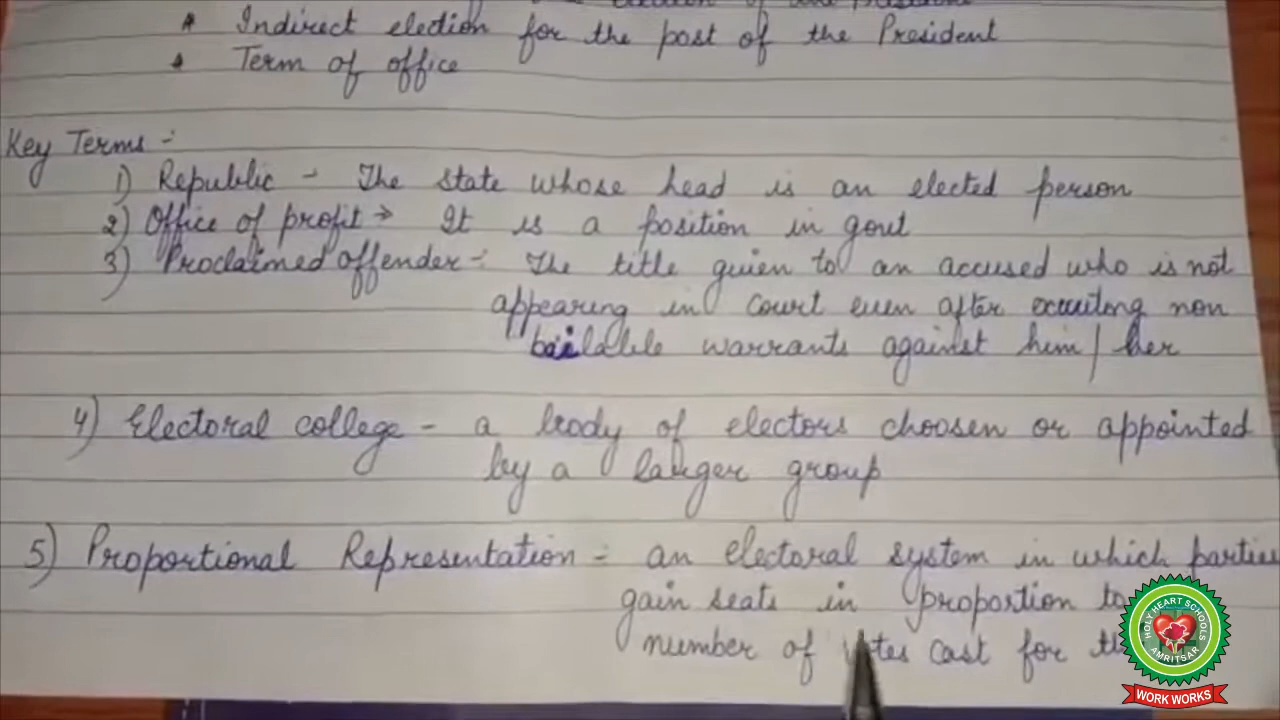 election of
* Indirect election for the post of the President
* Term of office
Key Terms :-
1) Republic - The state whose head is an elected person
2) Office of profit → It is a position in govt
3) Proclaimed offender - The title given to an accused who is not
appearing in court even after executing non
bailable warrants against him / her
4) Electoral college - a body of electors choosen or appointed
by a larger group
5) Proportional Representation - an electoral system in which partie
gain seats in proportion to
number of votes cast for
HOLY HEART SCHOOLS
AMRITSAR
WORK WORKS